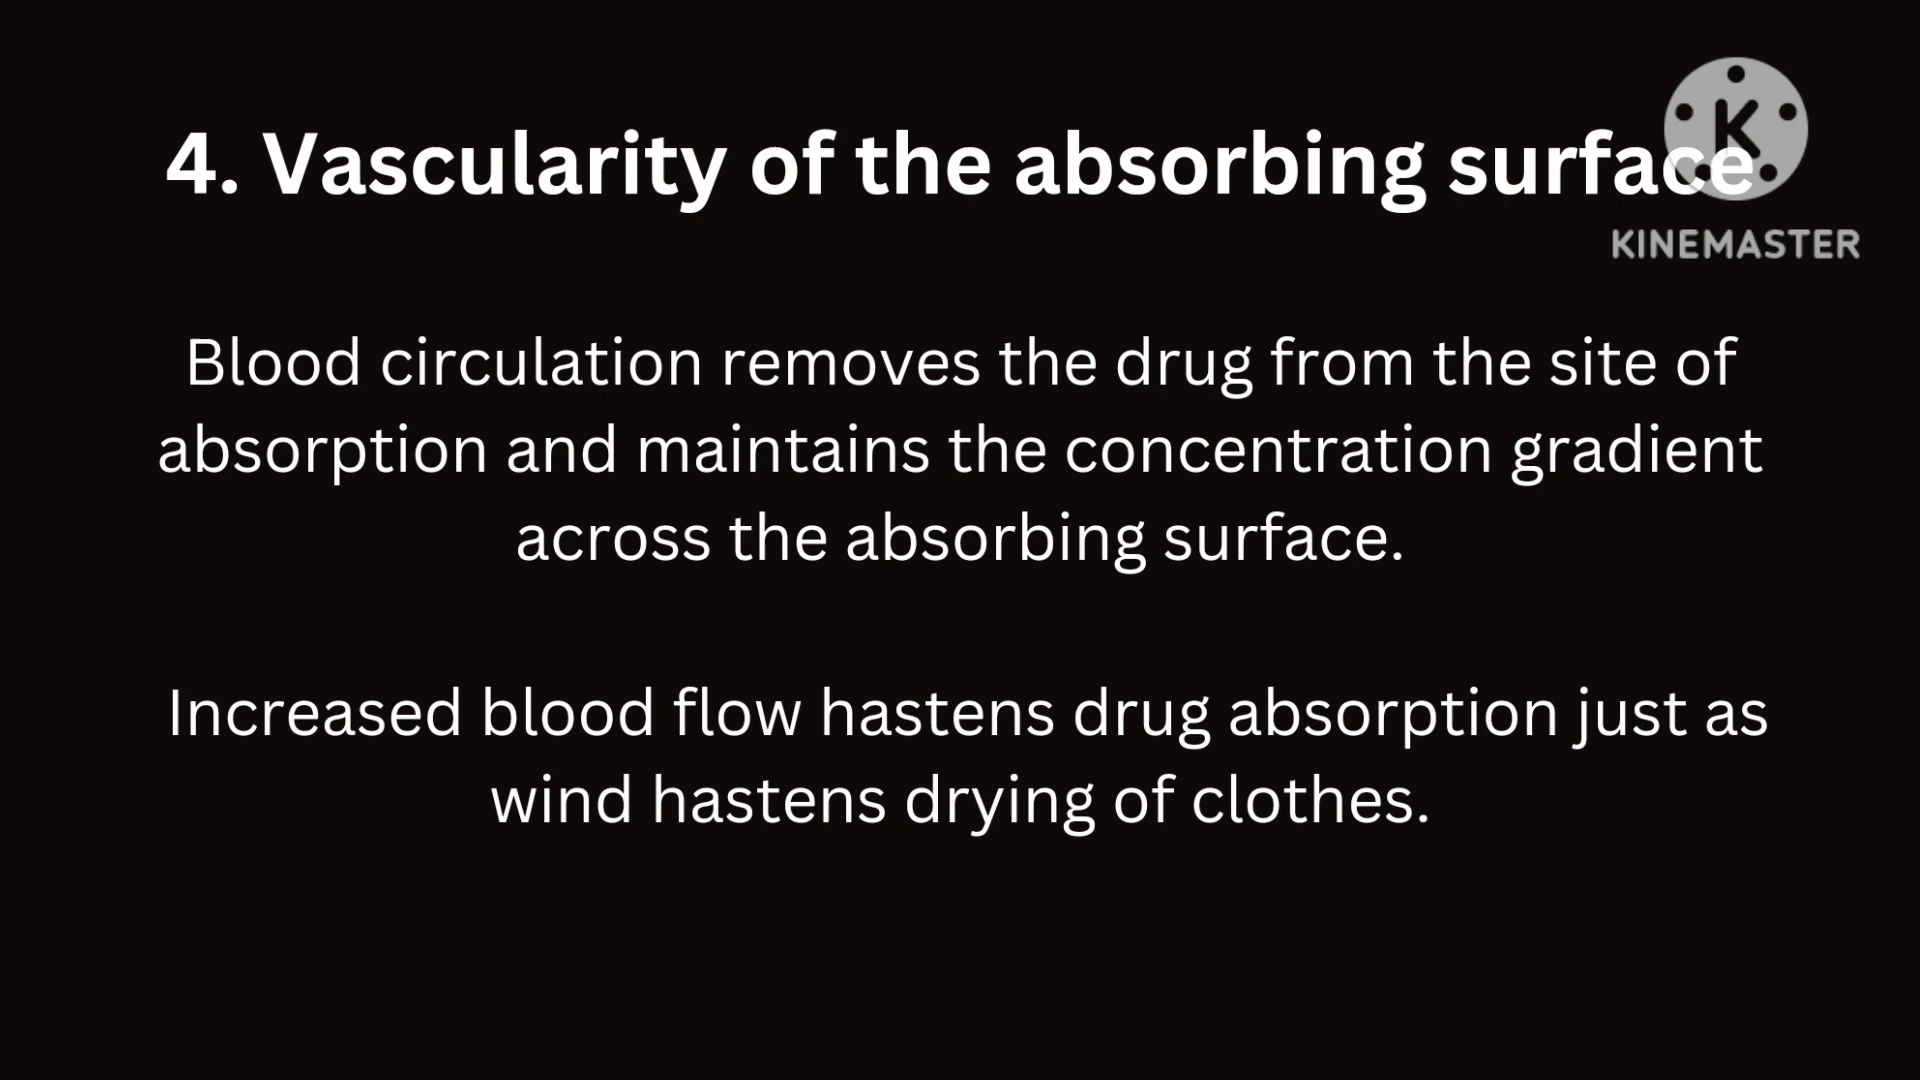 4. Vascularity of the absorbing surface
K
KINEMASTER
Blood circulation removes the drug from the site of
absorption and maintains the concentration gradient
across the absorbing surface.
Increased blood flow hastens drug absorption just as
wind hastens drying of clothes.